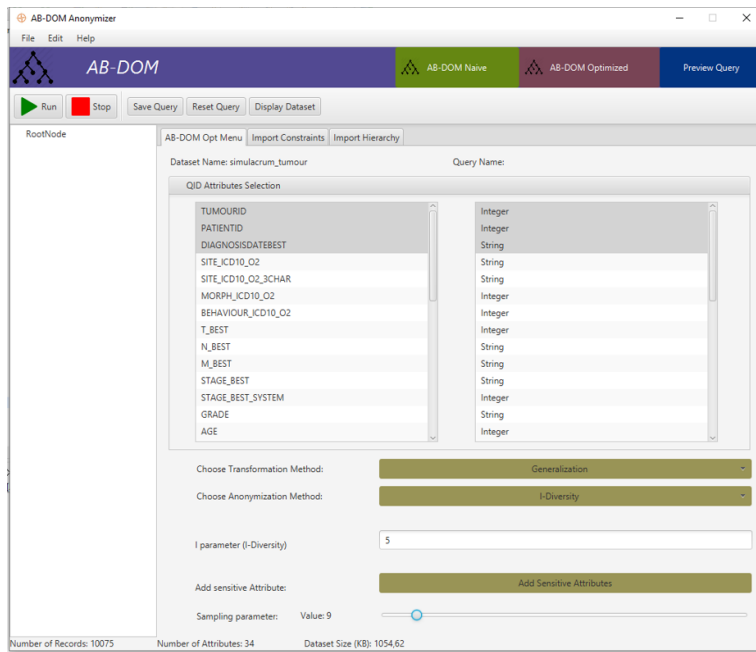 AB-DOM Anonymizer
File Edit Help
AB-DOM
AB-DOM Naive
AB-DOM Optimized
Preview Query
Run Stop Save Query Reset Query Display Dataset
RootNode
AB-DOM Opt Menu Import Constraints Import Hierarchy
Dataset Name: simulacrum_tumour Query Name:
QID Attributes Selection
TUMOURID Integer
PATIENTID Integer
DIAGNOSISDATEBEST String
SITE_ICD10_O2 String
SITE_ICD10_O2_3CHAR String
MORPH_ICD10_O2 Integer
BEHAVIOUR_ICD10_O2 Integer
T_BEST Integer
N_BEST String
M_BEST String
STAGE_BEST String
STAGE_BEST_SYSTEM Integer
GRADE String
AGE Integer
Choose Transformation Method: Generalization
Choose Anonymization Method: l-Diversity
l parameter (l-Diversity) 5
Add sensitive Attribute: Add Sensitive Attributes
Sampling parameter: Value: 9
Number of Records: 10075 Number of Attributes: 34 Dataset Size (KB): 1054,62